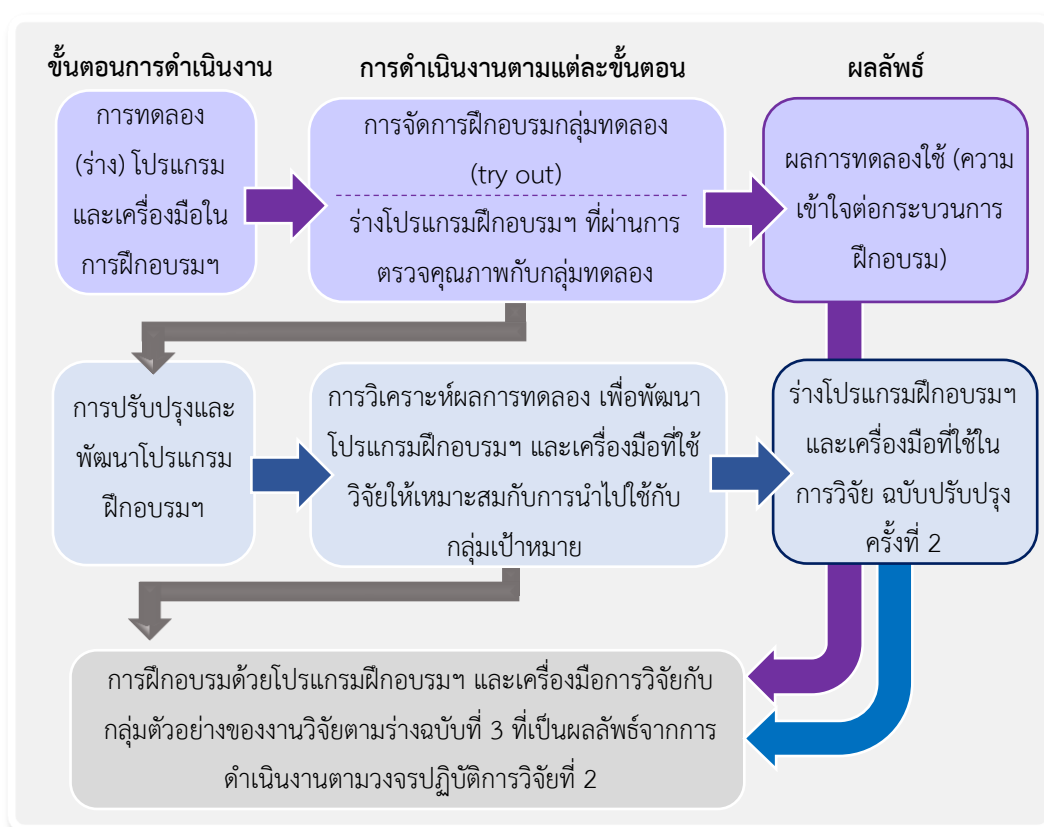 ขั้นตอนการดำเนินงาน
การดำเนินงานตามแต่ละขั้นตอน
ผลลัพธ์
การทดลอง
(ร่าง) โปรแกรม
และเครื่องมือใน
การฝึกอบรมฯ
การจัดการฝึกอบรมกลุ่มทดลอง
(try out)
ร่างโปรแกรมฝึกอบรมฯ ที่ผ่านการ
ตรวจคุณภาพกับกลุ่มทดลอง
ผลการทดลองใช้ (ความ
เข้าใจต่อกระบวนการ
ฝึกอบรม)
การปรับปรุงและ
พัฒนาโปรแกรม
ฝึกอบรมฯ
การวิเคราะห์ผลการทดลอง เพื่อพัฒนา
โปรแกรมฝึกอบรมฯ และเครื่องมือที่ใช้
วิจัยให้เหมาะสมกับการนำไปใช้กับ
กลุ่มเป้าหมาย
ร่างโปรแกรมฝึกอบรมฯ
และเครื่องมือที่ใช้ใน
การวิจัย ฉบับปรับปรุง
ครั้งที่ 2
การฝึกอบรมด้วยโปรแกรมฝึกอบรมฯ และเครื่องมือการวิจัยกับ
กลุ่มตัวอย่างของงานวิจัยตามร่างฉบับที่ 3 ที่เป็นผลลัพธ์จากการ
ดำเนินงานตามวงจรปฏิบัติการวิจัยที่ 2